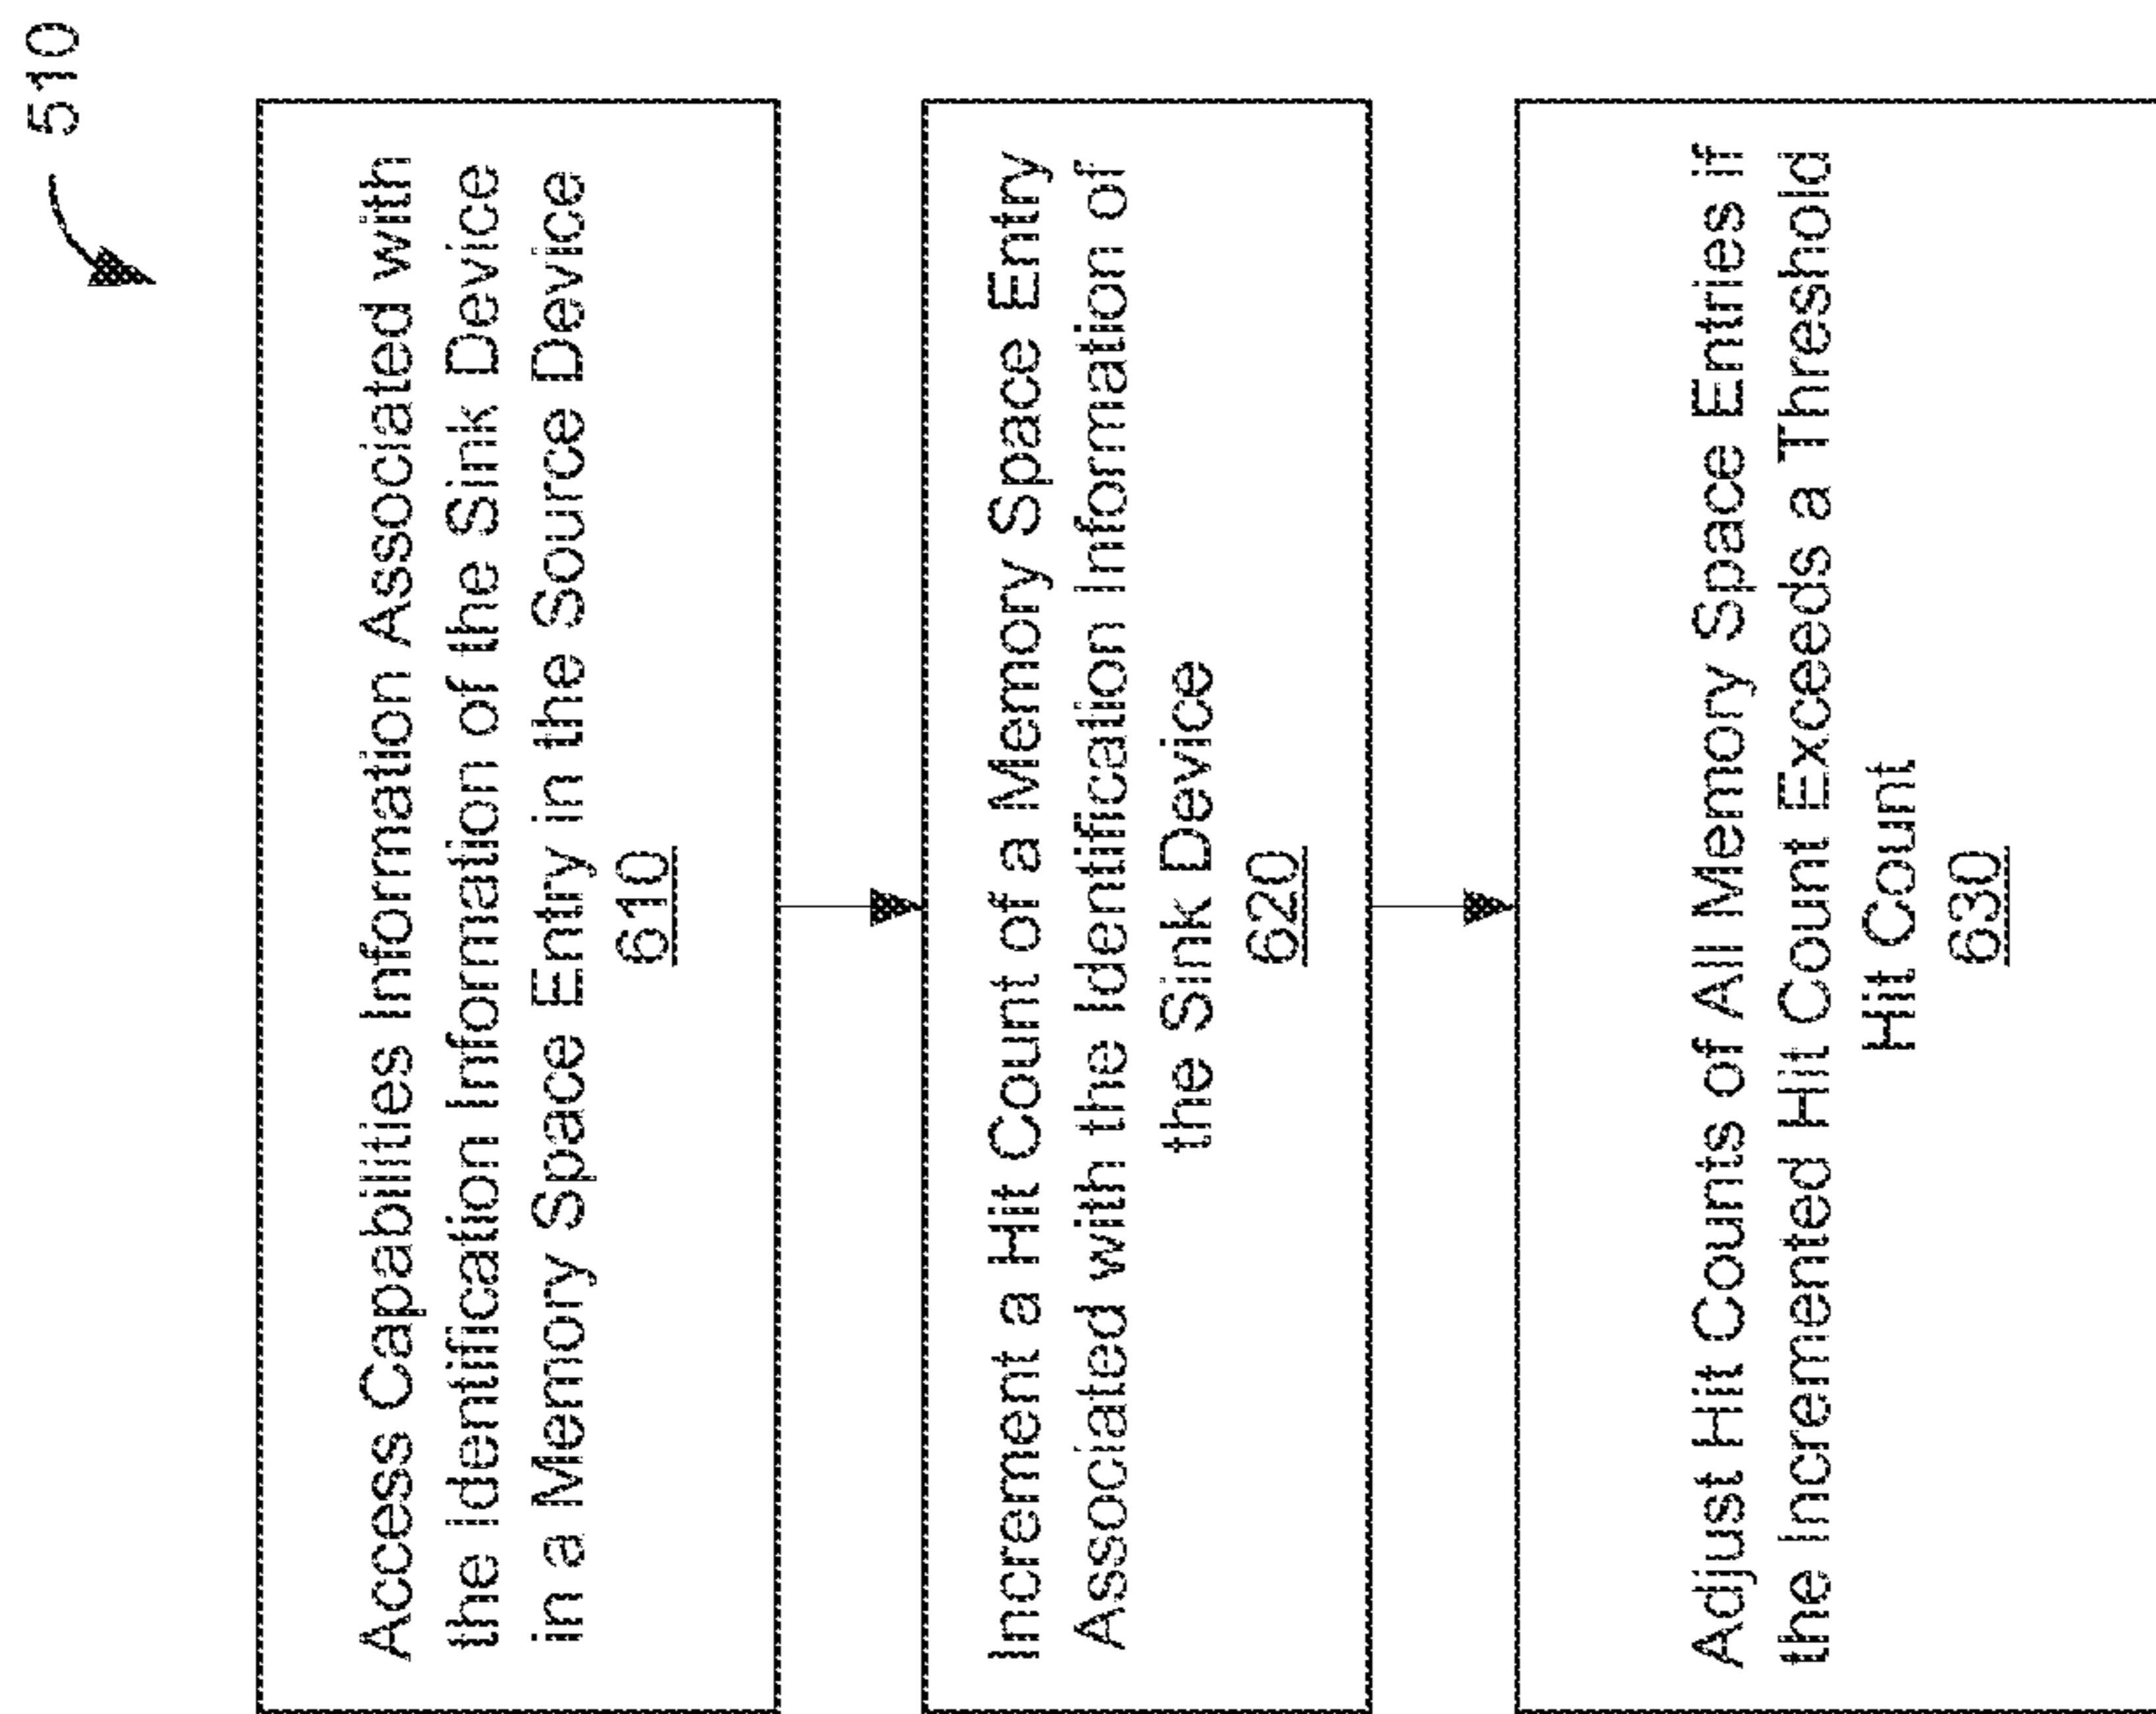 510
Access Capabilities Information Associated with
the Identification Information of the Sink Device
in a Memory Space Entry in the Source Device
610
Increment a Hit Count of a Memory Space Entry
Associated with the Identification Information of
the Sink Device
620
Adjust Hit Counts of All Memory Space Entries if
the Incremented Hit Count Exceeds a Threshold
Hit Count
630